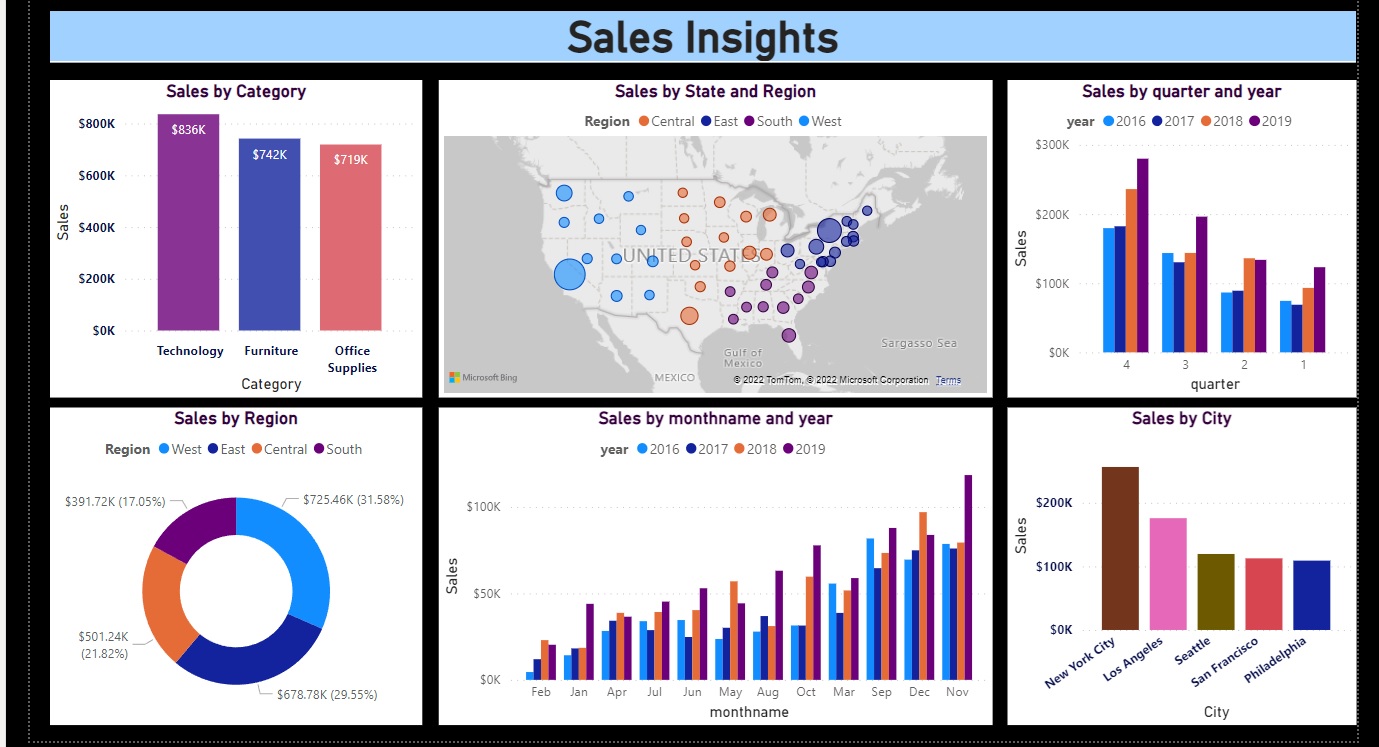 Sales Insights
Sales by Category
$800K
$600K
$400K
$200K
$0K
Sales
$836K
$742K
$719K
Technology
Furniture
Office
Supplies
Category
Sales by State and Region
Region Central East South West
UNITED STATES
MEXICO
Gulf of
Mexico
Sargasso Sea
Microsoft Bing
© 2022 TomTom, © 2022 Microsoft Corporation Terms
Sales by quarter and year
year 2016 2017 2018 2019
$300K
$200K
$100K
$0K
Sales
4 3 2 1
quarter
Sales by Region
Region West East Central South
$391.72K (17.05%)
$725.46K (31.58%)
$501.24K
(21.82%)
$678.78K (29.55%)
Sales by monthname and year
year 2016 2017 2018 2019
$100K
$50K
$0K
Sales
Feb Jan Apr Jul Jun May Aug Oct Mar Sep Dec Nov
monthname
Sales by City
$200K
$100K
$0K
Sales
New York City
Los Angeles
Seattle
San Francisco
Philadelphia
City